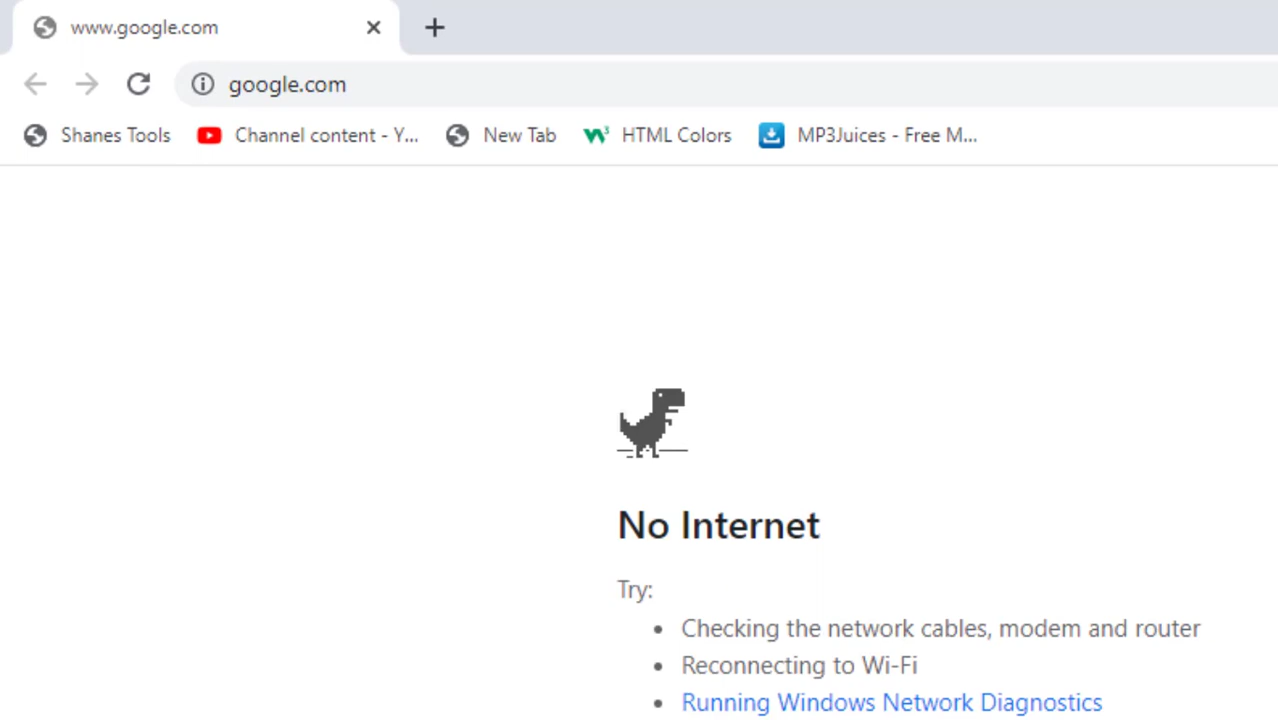 www.google.com
google.com
Shanes Tools Channel content - Y... New Tab HTML Colors MP3Juices - Free M...
No Internet
Try:
• Checking the network cables, modem and router
• Reconnecting to Wi-Fi
• Running Windows Network Diagnostics